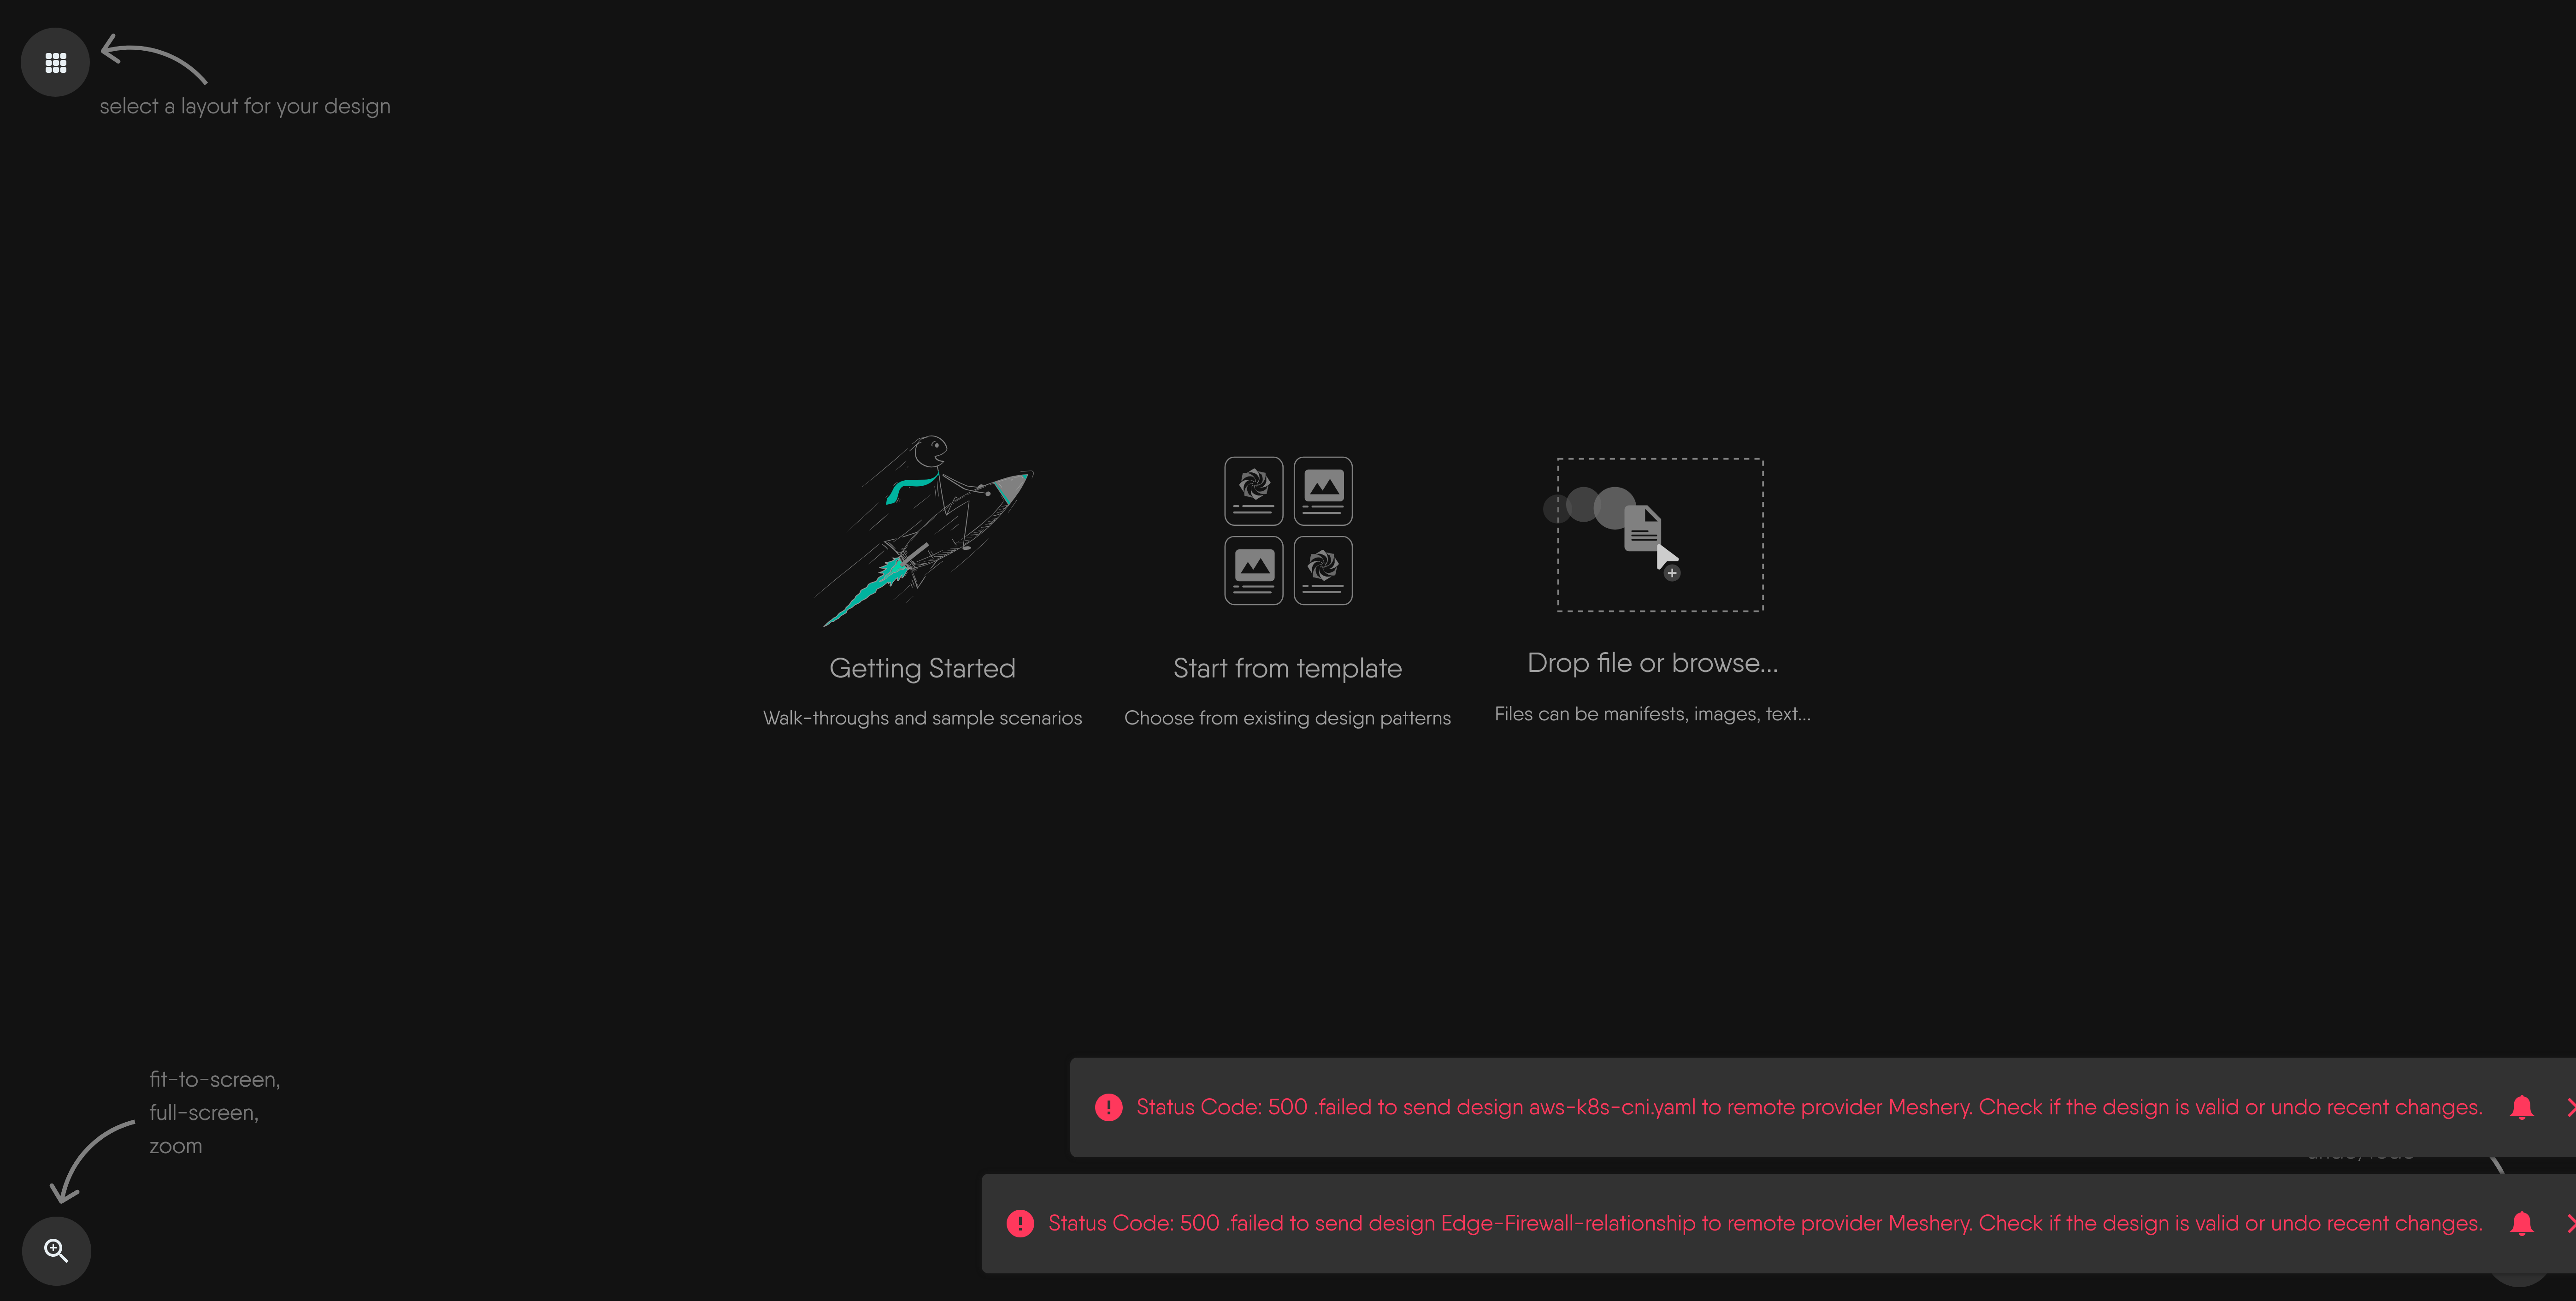 select a layout for your design
Getting Started
Walk-throughs and sample scenarios
Start from template
Choose from existing design patterns
Drop file or browse...
Files can be manifests, images, text...
fit-to-screen,
full-screen,
zoom
Status Code: 500 .failed to send design aws-k8s-cni.yaml to remote provider Meshery. Check if the design is valid or undo recent changes.
Status Code: 500 .failed to send design Edge-Firewall-relationship to remote provider Meshery. Check if the design is valid or undo recent changes.